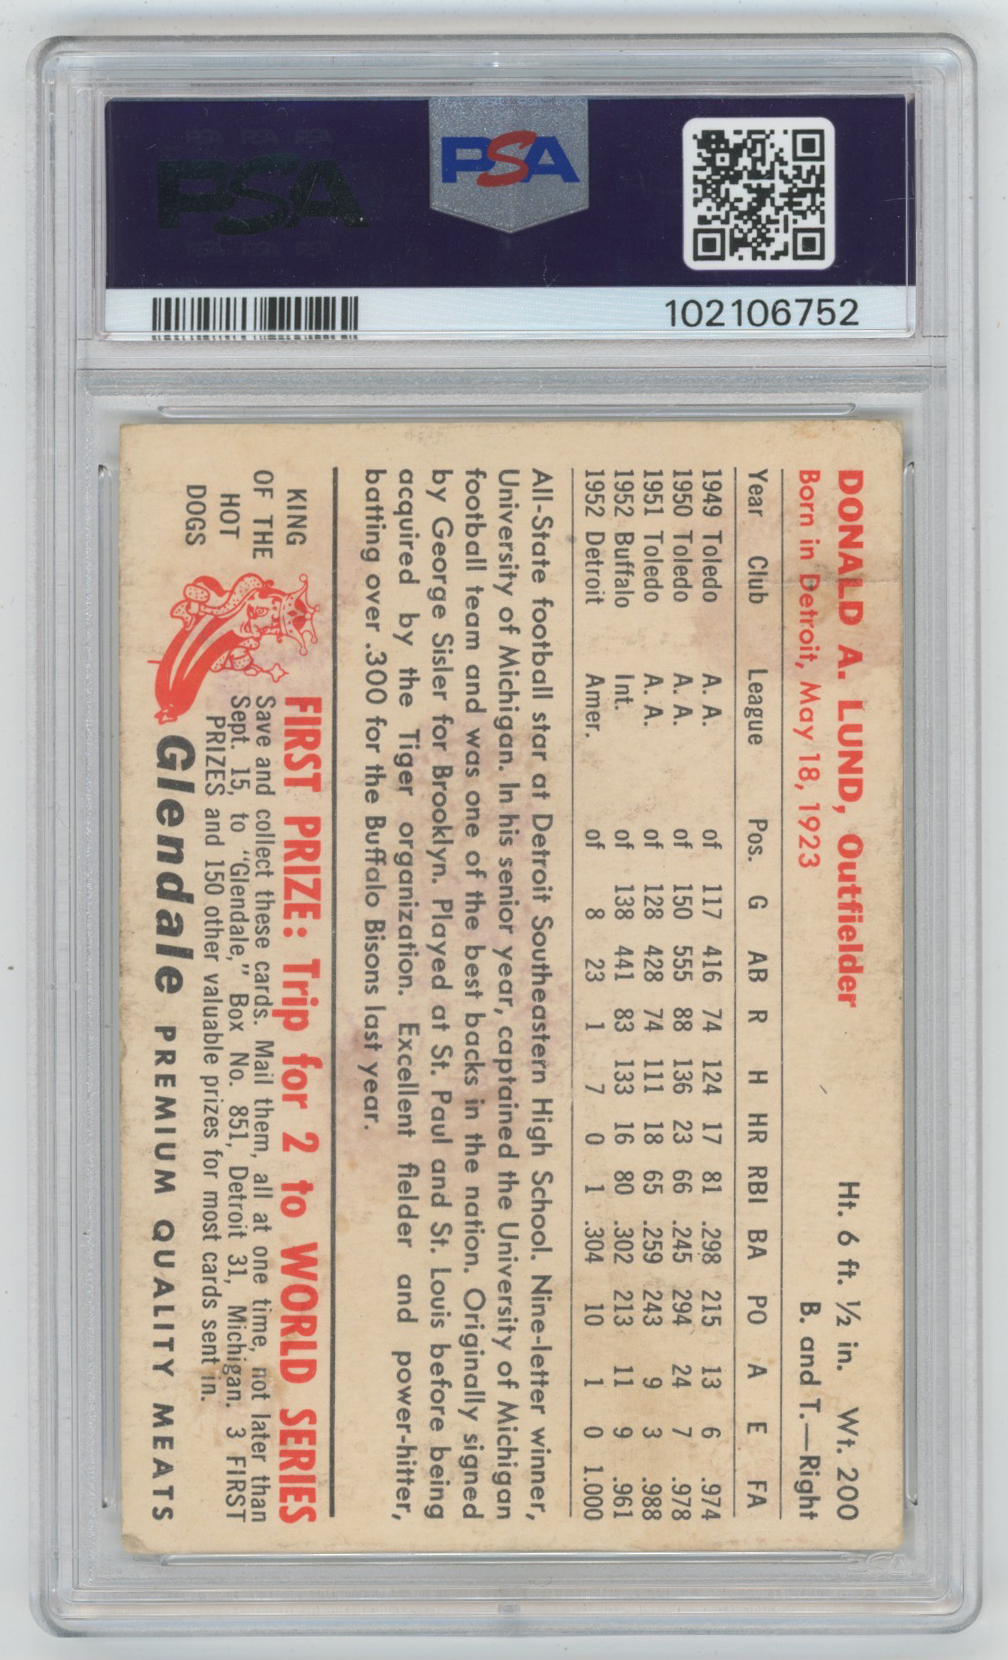 PSA
PSA
102106752
DONALD A. LUND, Outfielder
Ht. 6 ft. ½ in. Wt. 200
Born in Detroit, May 18, 1923
B. and T.—Right
Year Club League Pos. G AB R H HR RBI BA PO A E FA
1949 Toledo A. A. of 117 416 74 124 17 81 .298 215 13 6 .974
1950 Toledo A. A. of 150 555 88 136 23 66 .245 294 24 7 .978
1951 Toledo A. A. of 128 428 74 111 18 65 .259 243 9 3 .988
1952 Buffalo Int. of 138 441 83 133 16 80 .302 213 11 9 .961
1952 Detroit Amer. of 8 23 1 7 0 1 .304 10 1 0 1.000
All-State football star at Detroit Southeastern High School. Nine-letter winner,
University of Michigan. In his senior year, captained the University of Michigan
football team and was one of the best backs in the nation. Originally signed
by George Sisler for Brooklyn. Played at St. Paul and St. Louis before being
acquired by the Tiger organization. Excellent fielder and power-hitter,
batting over .300 for the Buffalo Bisons last year.
KING
OF THE
HOT
DOGS
FIRST PRIZE: Trip for 2 to WORLD SERIES
Save and collect these cards. Mail them, all at one time, not later than
Sept. 15, to "Glendale," Box No. 851, Detroit 31, Michigan. 3 FIRST
PRIZES and 150 other valuable prizes for most cards sent in.
Glendale PREMIUM QUALITY MEATS